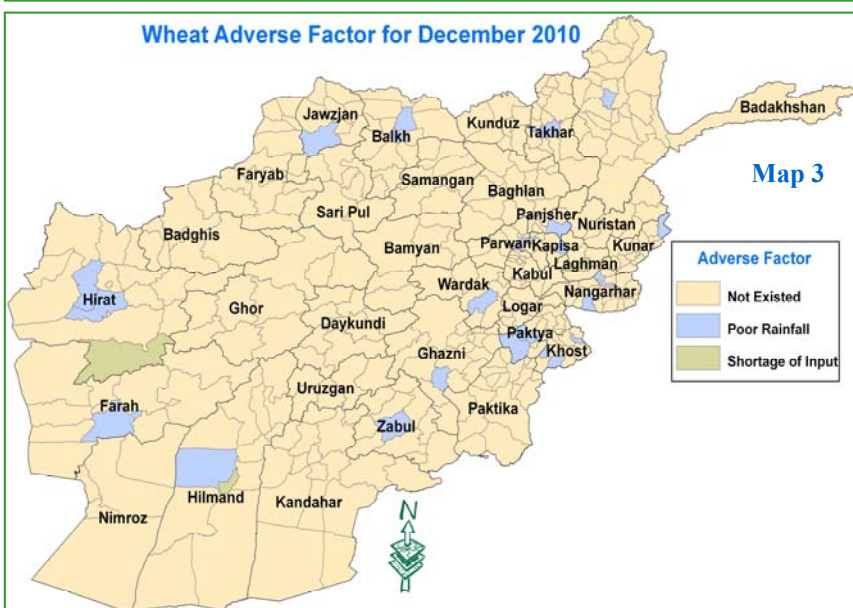 Wheat Adverse Factor for December 2010
Jawzjan
Balkh
Kunduz
Takhar
Badakhshan
Map 3
Faryab
Samangan
Baghlan
Sari Pul
Panjsher
Nuristan
Badghis
Bamyan
Parwan
Kapisa
Kunar
Laghman
Kabul
Adverse Factor
Not Existed
Poor Rainfall
Shortage of Input
Hirat
Ghor
Wardak
Nangarhar
Logar
Daykundi
Paktya
Ghazni
Khost
Uruzgan
Farah
Paktika
Zabul
Hilmand
Kandahar
Nimroz
N